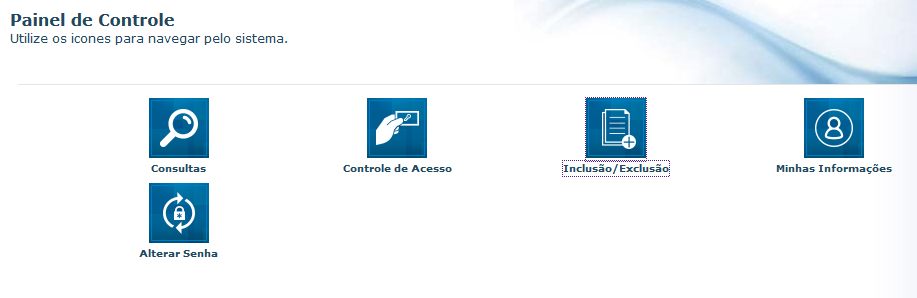 Painel de Controle
Utilize os icones para navegar pelo sistema.
Consultas
Controle de Acesso
Inclusão/Exclusão
Minhas Informações
Alterar Senha